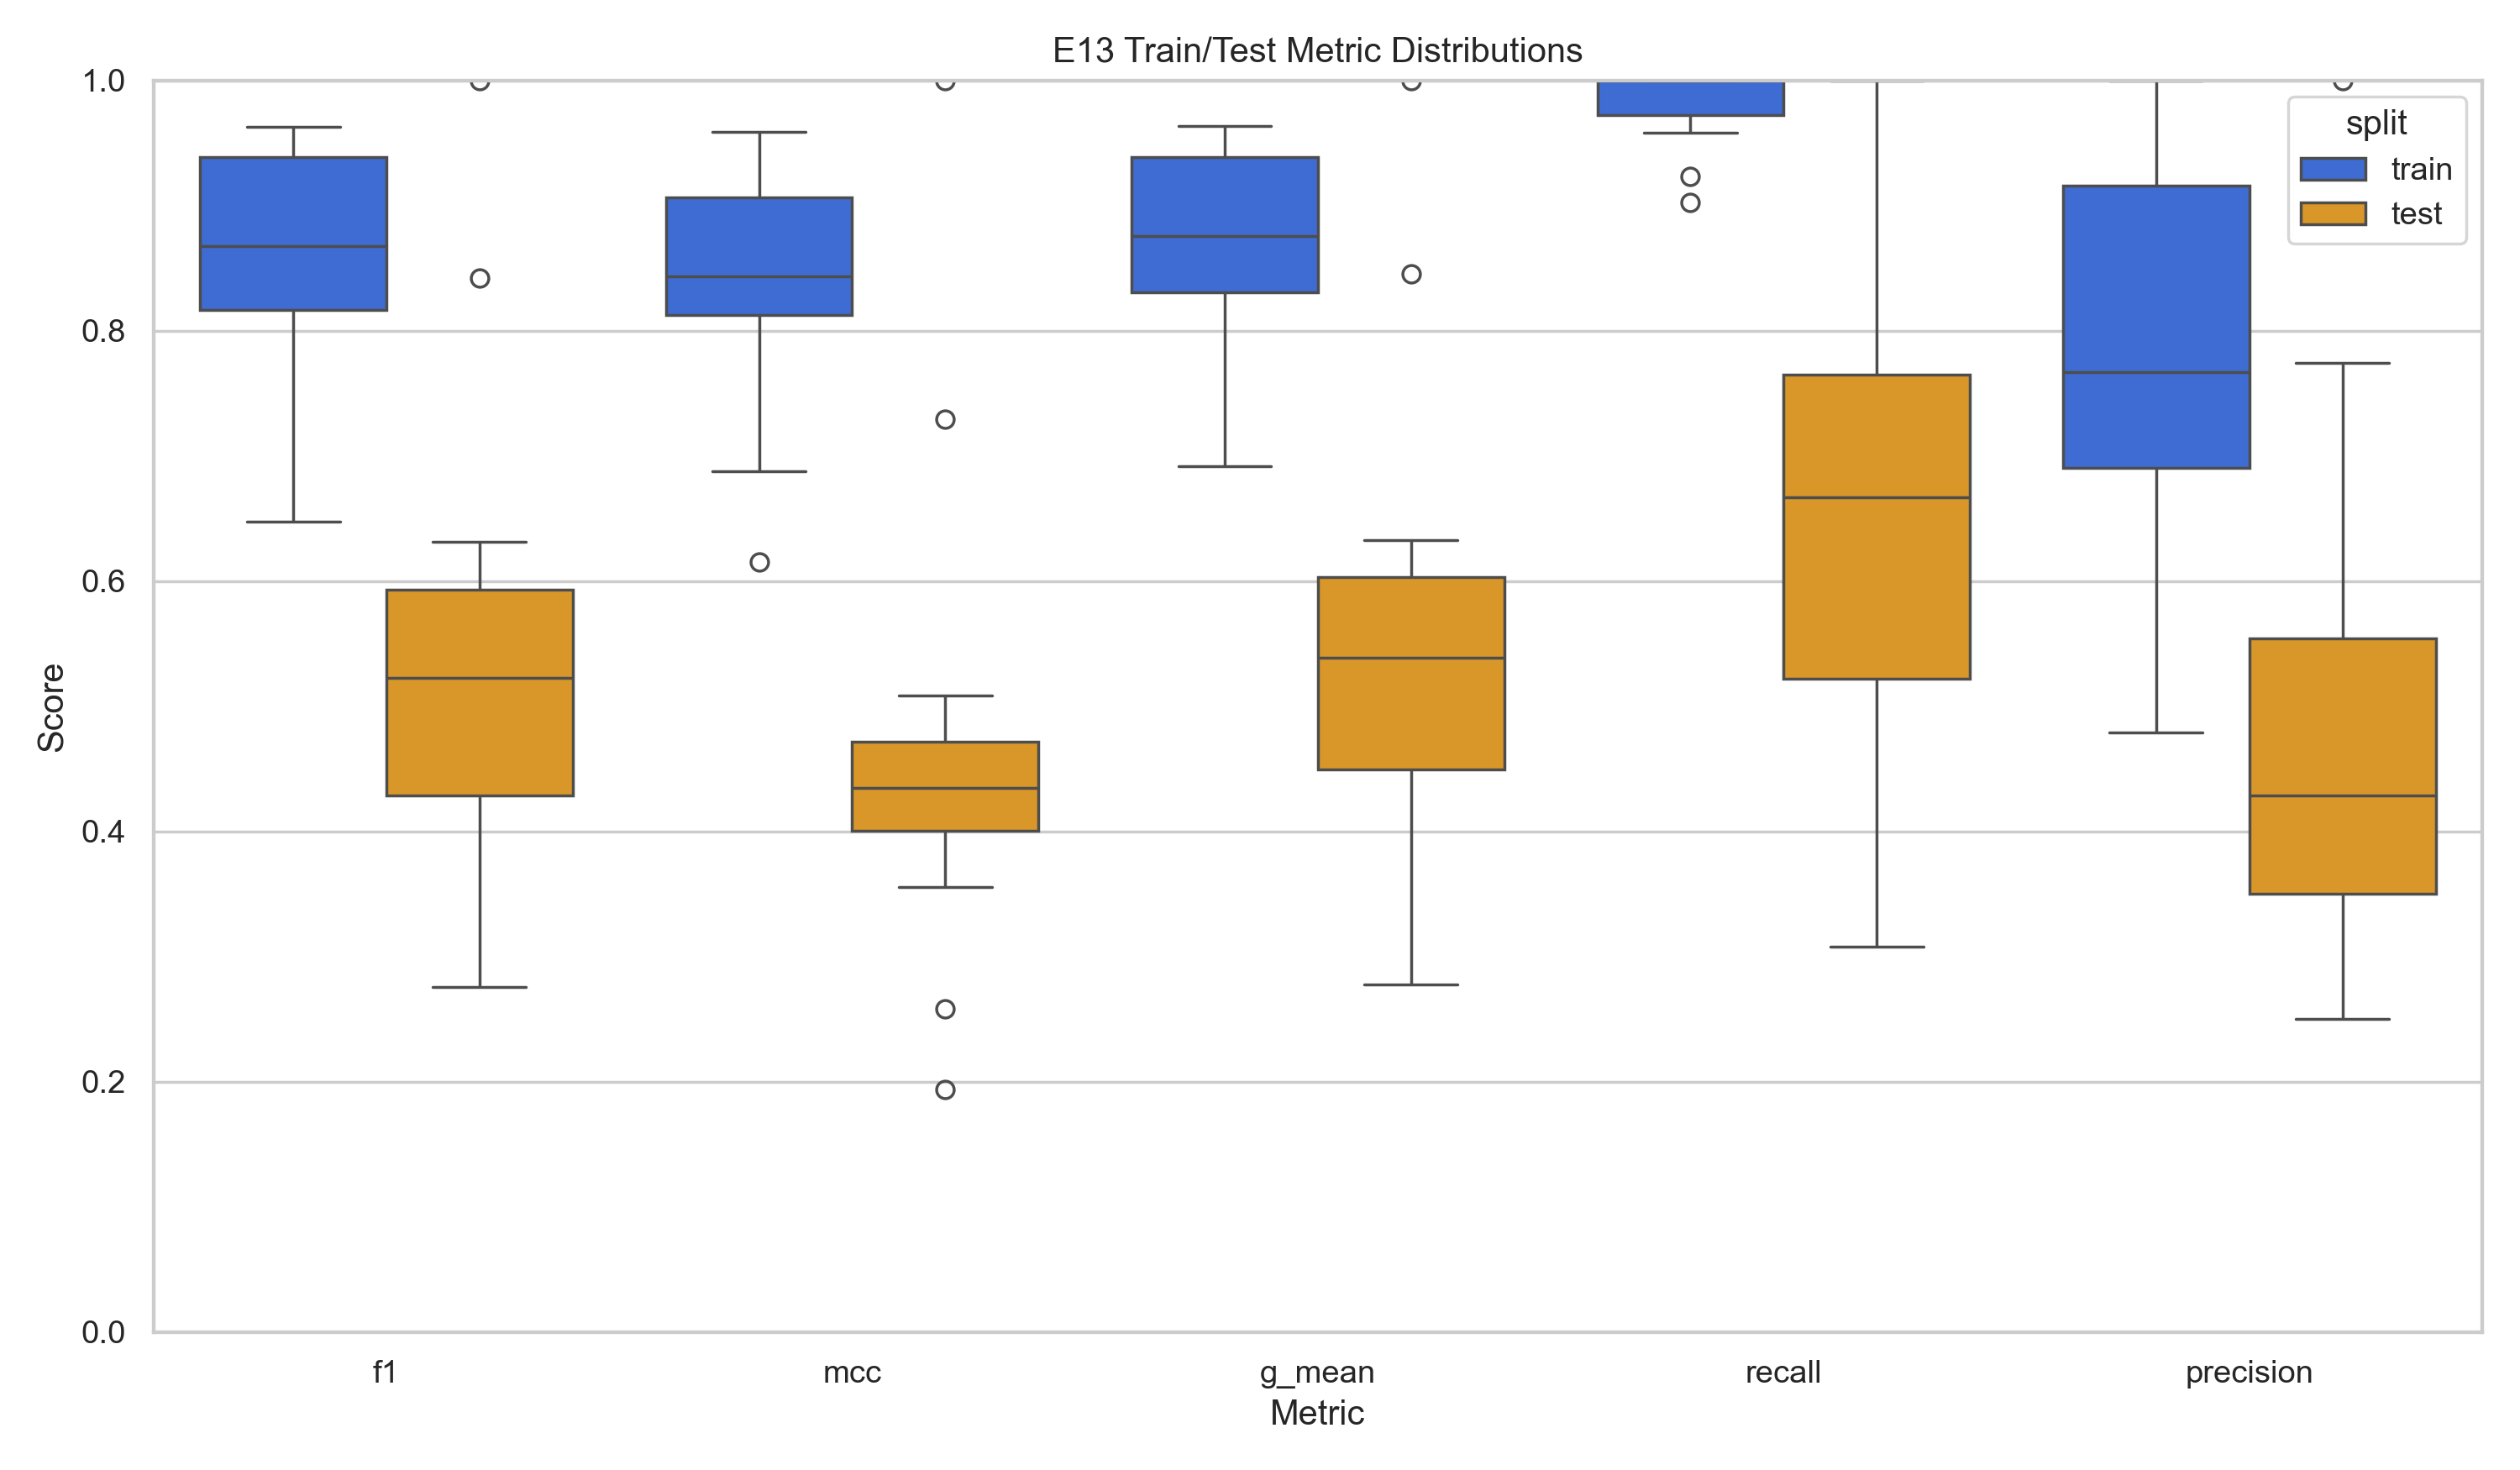 E13 Train/Test Metric Distributions
1.0
0.8
0.6
0.4
0.2
0.0
Score
split
train
test
f1
mcc
g_mean
recall
precision
Metric